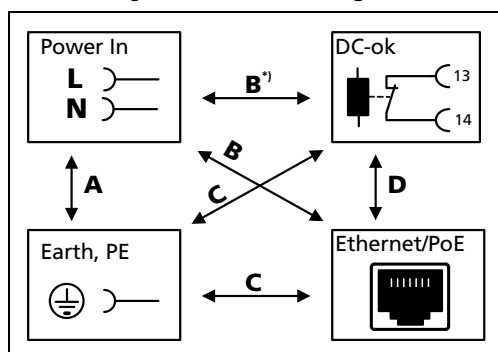 Power In
L
N
B*)
DC-ok
13
14
A
B
C
D
Earth, PE
C
Ethernet/PoE